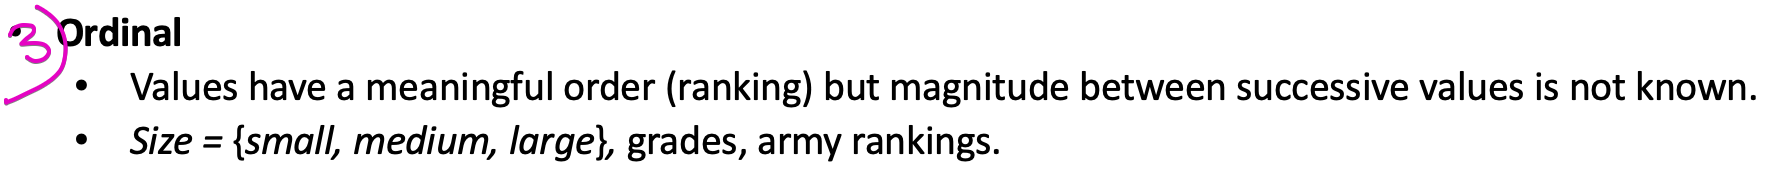 3) • Ordinal
• Values have a meaningful order (ranking) but magnitude between successive values is not known.
• Size = {small, medium, large}, grades, army rankings.